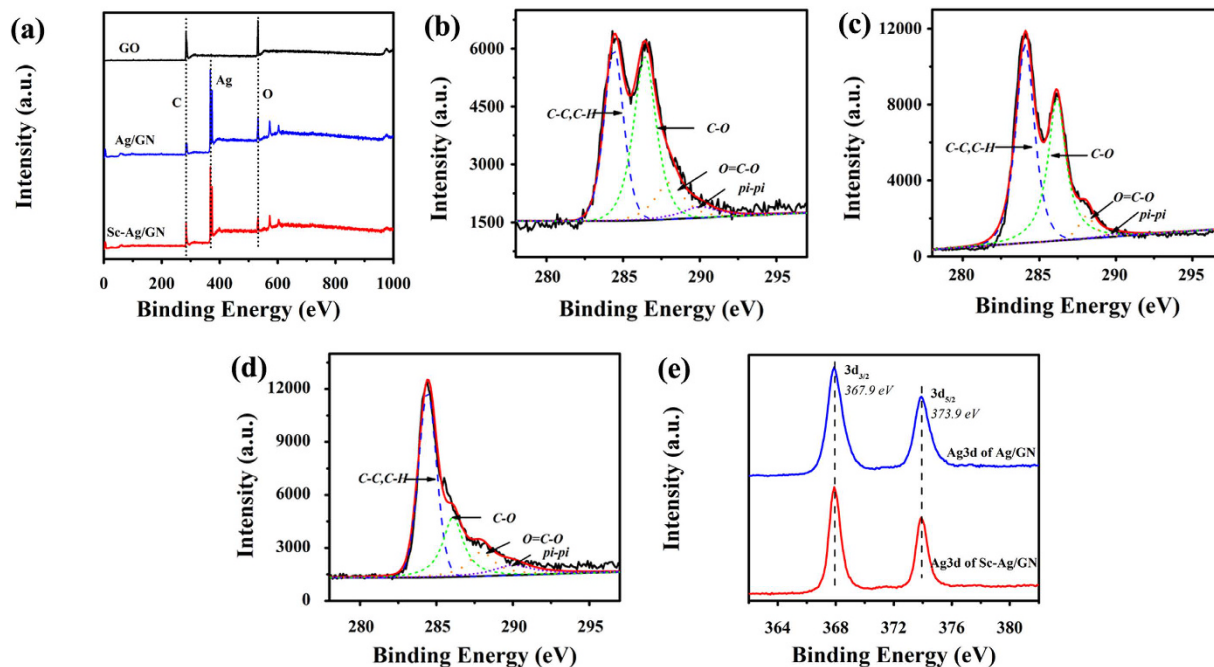 (a)
GO
Ag
C
O
Ag/GN
Sc-Ag/GN
Intensity (a.u.)
0 200 400 600 800 1000
Binding Energy (eV)
(b)
6000
4500
3000
1500
Intensity (a.u.)
C-C,C-H
C-O
O=C-O
pi-pi
280 285 290 295
Binding Energy (eV)
(c)
12000
8000
4000
0
Intensity (a.u.)
C-C,C-H
C-O
O=C-O
pi-pi
280 285 290 295
Binding Energy (eV)
(d)
12000
9000
6000
3000
0
Intensity (a.u.)
C-C,C-H
C-O
O=C-O
pi-pi
280 285 290 295
Binding Energy (eV)
(e)
Intensity (a.u.)
3d3/2
367.9 eV
3d5/2
373.9 eV
Ag3d of Ag/GN
Ag3d of Sc-Ag/GN
364 368 372 376 380
Binding Energy (eV)